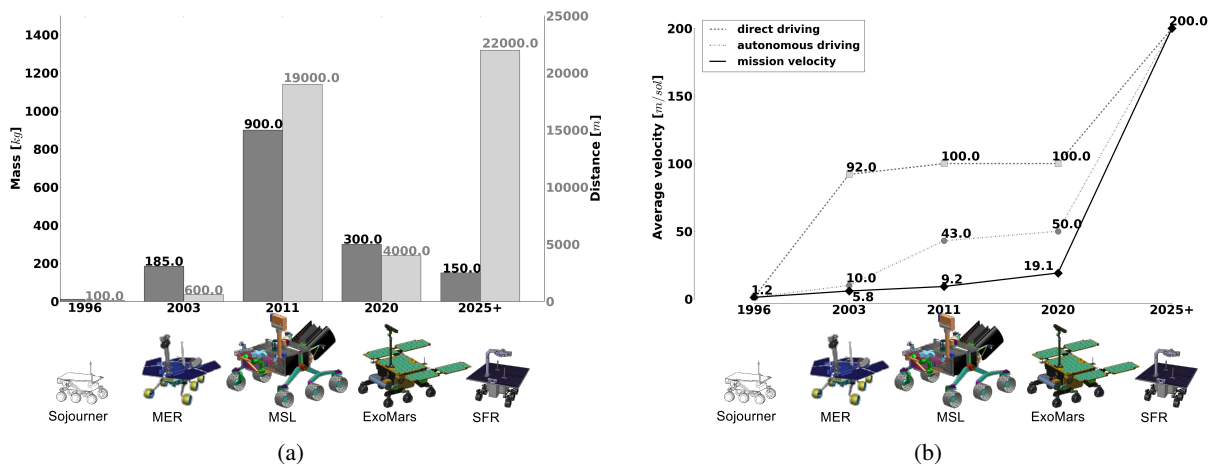 1400
1200
1000
800
600
400
200
0
Mass [kg]
25000
20000
15000
10000
5000
0
Distance [m]
100.0
185.0
600.0
900.0
19000.0
300.0
4000.0
150.0
22000.0
1996 2003 2011 2020 2025+
Sojourner MER MSL ExoMars SFR
(a)
200
150
100
50
0
Average velocity [m/sol]
direct driving
autonomous driving
mission velocity
200.0
92.0 100.0 100.0
43.0 50.0
10.0
1.2 5.8 9.2 19.1
1996 2003 2011 2020 2025+
Sojourner MER MSL ExoMars SFR
(b)